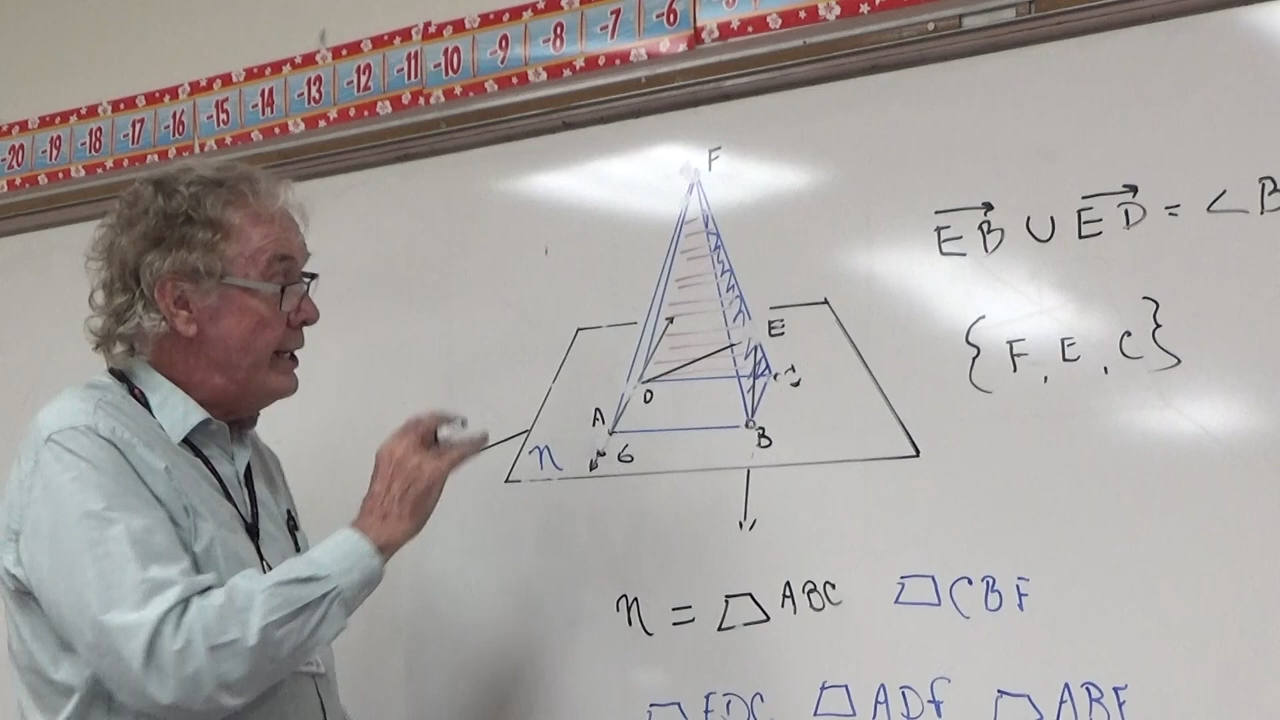 -20 -19 -18 -17 -16 -15 -14 -13 -12 -11 -10 -9 -8 -7 -6
F
EB ∪ ED = ∠B
E
{F, E, C}
D
A
B
n
G
n = ▱ABC ▱CBF
▱FDC ▱ADF ▱ABF